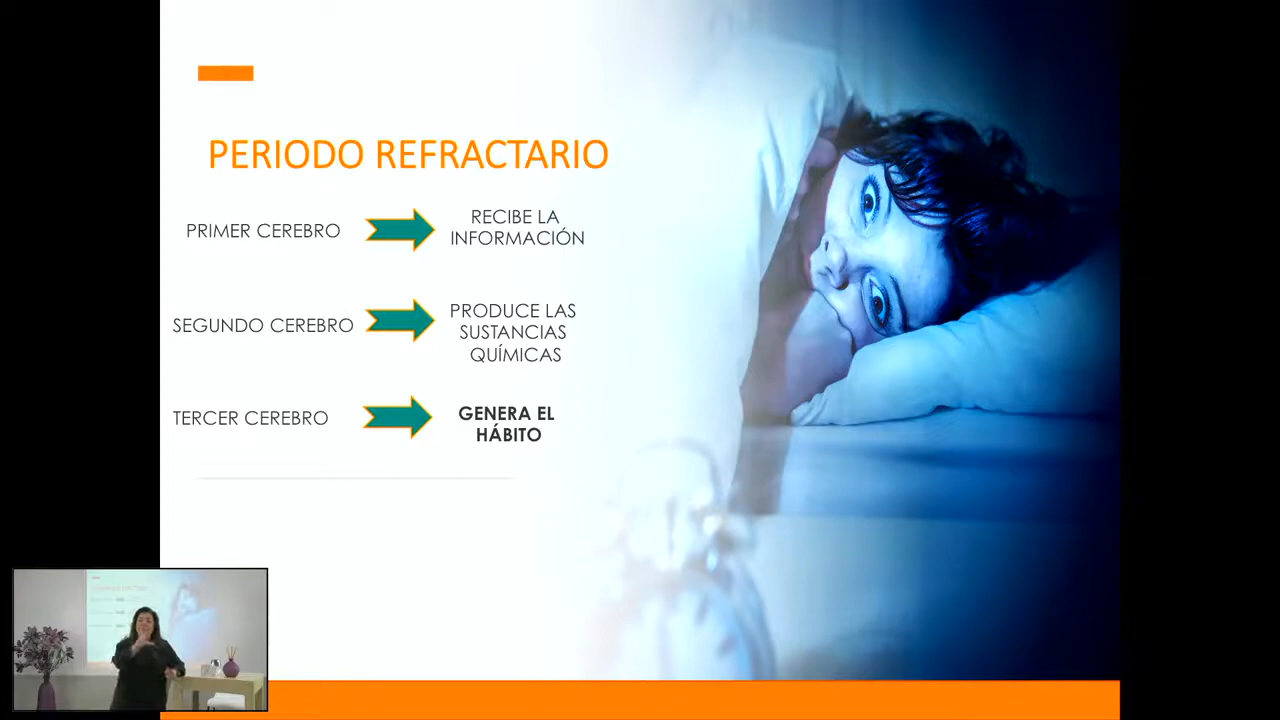 PERIODO REFRACTARIO
PRIMER CEREBRO
RECIBE LA
INFORMACIÓN
SEGUNDO CEREBRO
PRODUCE LAS
SUSTANCIAS
QUÍMICAS
TERCER CEREBRO
GENERA EL
HÁBITO